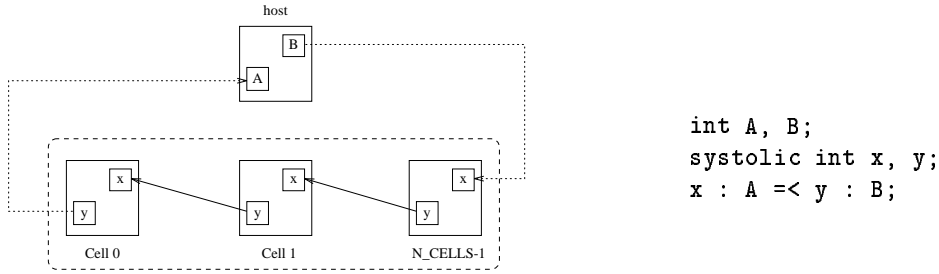 host
B
A
x
x
x
y
y
y
Cell 0
Cell 1
N_CELLS-1
int A, B;
systolic int x, y;
x : A =< y : B;